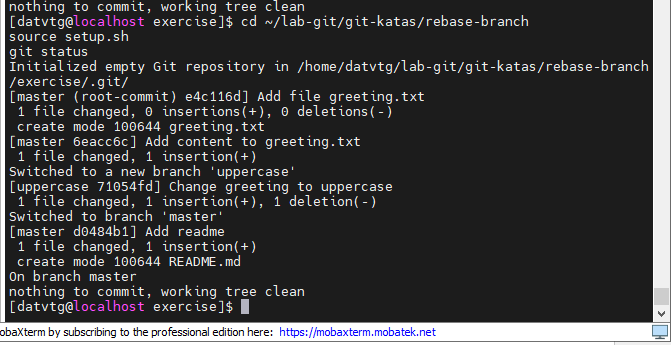 nothing to commit, working tree clean
[datvtg@localhost exercise]$ cd ~/lab-git/git-katas/rebase-branch
source setup.sh
git status
Initialized empty Git repository in /home/datvtg/lab-git/git-katas/rebase-branch
/exercise/.git/
[master (root-commit) e4c116d] Add file greeting.txt
 1 file changed, 0 insertions(+), 0 deletions(-)
 create mode 100644 greeting.txt
[master 6eacc6c] Add content to greeting.txt
 1 file changed, 1 insertion(+)
Switched to a new branch 'uppercase'
[uppercase 71054fd] Change greeting to uppercase
 1 file changed, 1 insertion(+), 1 deletion(-)
Switched to branch 'master'
[master d0484b1] Add readme
 1 file changed, 1 insertion(+)
 create mode 100644 README.md
On branch master
nothing to commit, working tree clean
[datvtg@localhost exercise]$
obaXterm by subscribing to the professional edition here: https://mobaxterm.mobatek.net